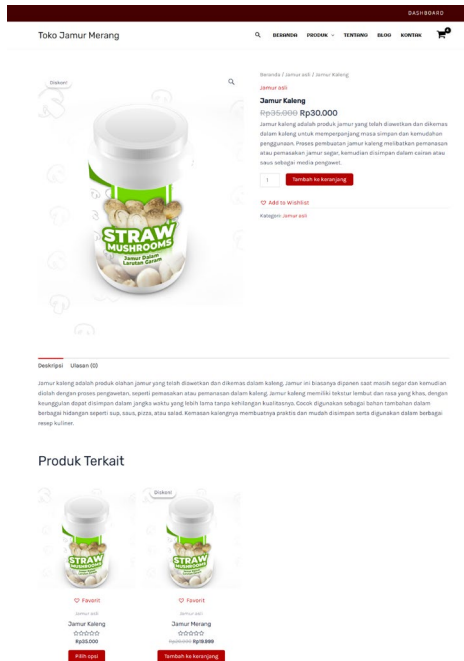 DASHBOARD
Toko Jamur Merang
BERANDA PRODUK TENTANG BLOG KONTAK
0
Diskon!
Beranda / Jamur asli / Jamur Kaleng
Jamur asli
Jamur Kaleng
Rp35.000 Rp30.000
Jamur kaleng adalah produk jamur yang telah diawetkan dan dikemas
dalam kaleng untuk memperpanjang masa simpan dan kemudahan
penggunaan. Proses pembuatan jamur kaleng melibatkan pemanasan
atau pemasakan jamur segar, kemudian disimpan dalam cairan atau
saus sebagai media pengawet.
1 Tambah ke keranjang
Add to Wishlist
Kategori: Jamur asli
STRAW
MUSHROOMS
Jamur Dalam
Larutan Garam
Deskripsi Ulasan (0)
Jamur kaleng adalah produk olahan jamur yang telah diawetkan dan dikemas dalam kaleng. Jamur ini biasanya dipanen saat masih segar dan kemudian
diolah dengan proses pengawetan, seperti pemasakan atau pemanasan dalam kaleng. Jamur kaleng memiliki tekstur lembut dan rasa yang khas, dengan
keunggulan dapat disimpan dalam jangka waktu yang lebih lama tanpa kehilangan kualitasnya. Cocok digunakan sebagai bahan tambahan dalam
berbagai hidangan seperti sup, saus, pizza, atau salad. Kemasan kalengnya membuatnya praktis dan mudah disimpan serta digunakan dalam berbagai
resep kuliner.
Produk Terkait
Diskon!
STRAW
MUSHROOMS
STRAW
MUSHROOMS
Favorit
Favorit
Jamur asli
Jamur asli
Jamur Kaleng
Jamur Merang
Rp35.000
Rp19.999
Pilih opsi
Tambah ke keranjang